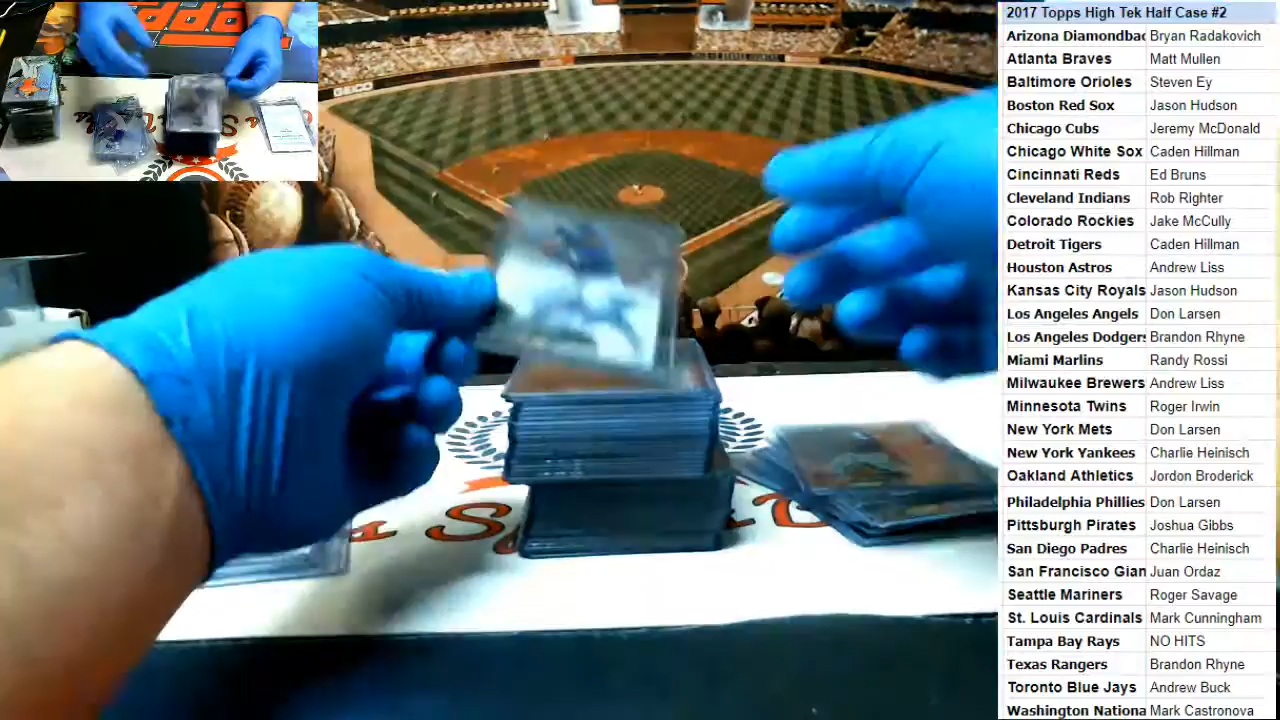 2017 Topps High Tek Half Case #2
Arizona Diamondbac Bryan Radakovich
Atlanta Braves Matt Mullen
Baltimore Orioles Steven Ey
Boston Red Sox Jason Hudson
Chicago Cubs Jeremy McDonald
Chicago White Sox Caden Hillman
Cincinnati Reds Ed Bruns
Cleveland Indians Rob Righter
Colorado Rockies Jake McCully
Detroit Tigers Caden Hillman
Houston Astros Andrew Liss
Kansas City Royals Jason Hudson
Los Angeles Angels Don Larsen
Los Angeles Dodgers Brandon Rhyne
Miami Marlins Randy Rossi
Milwaukee Brewers Andrew Liss
Minnesota Twins Roger Irwin
New York Mets Don Larsen
New York Yankees Charlie Heinisch
Oakland Athletics Jordon Broderick
Philadelphia Phillies Don Larsen
Pittsburgh Pirates Joshua Gibbs
San Diego Padres Charlie Heinisch
San Francisco Gian Juan Ordaz
Seattle Mariners Roger Savage
St. Louis Cardinals Mark Cunningham
Tampa Bay Rays NO HITS
Texas Rangers Brandon Rhyne
Toronto Blue Jays Andrew Buck
Washington Nationa Mark Castronova
GEICO